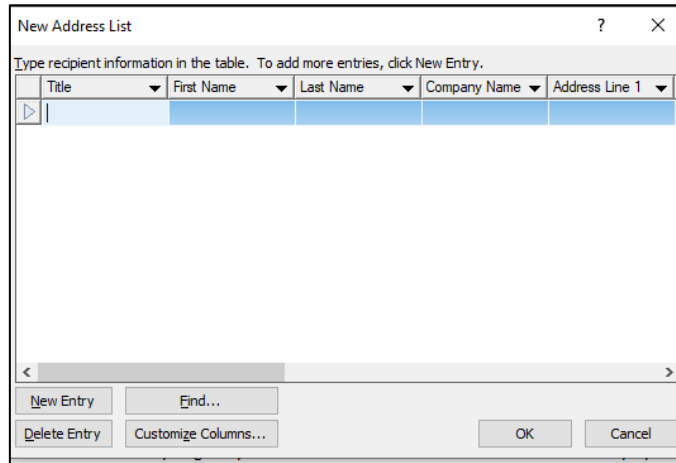 New Address List ?
Type recipient information in the table. To add more entries, click New Entry.
Title First Name Last Name Company Name Address Line 1
New Entry Find...
Delete Entry Customize Columns... OK Cancel